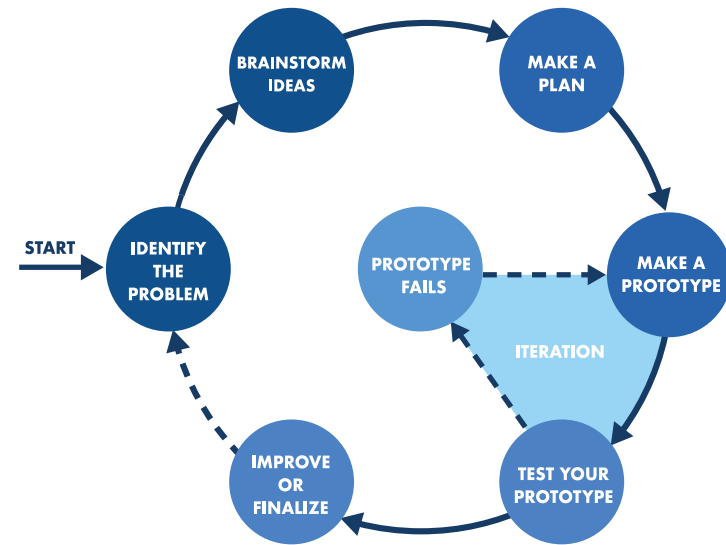 START
IDENTIFY
THE
PROBLEM
BRAINSTORM
IDEAS
MAKE A
PLAN
MAKE A
PROTOTYPE
TEST YOUR
PROTOTYPE
PROTOTYPE
FAILS
ITERATION
IMPROVE
OR
FINALIZE